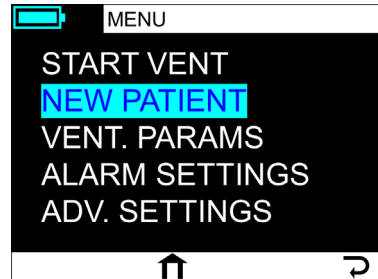 MENU
START VENT
NEW PATIENT
VENT. PARAMS
ALARM SETTINGS
ADV. SETTINGS